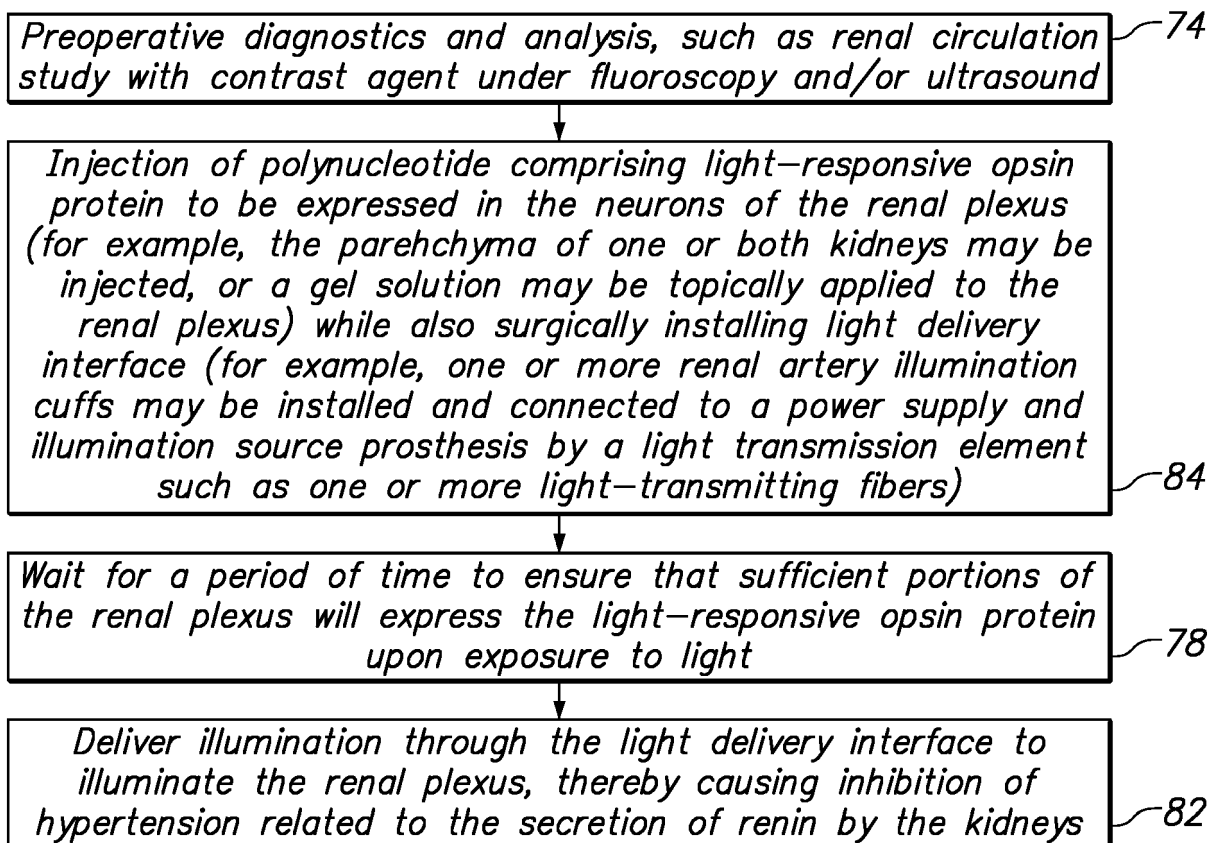 Preoperative diagnostics and analysis, such as renal circulation
study with contrast agent under fluoroscopy and/or ultrasound
74
Injection of polynucleotide comprising light-responsive opsin
protein to be expressed in the neurons of the renal plexus
(for example, the parehchyma of one or both kidneys may be
injected, or a gel solution may be topically applied to the
renal plexus) while also surgically installing light delivery
interface (for example, one or more renal artery illumination
cuffs may be installed and connected to a power supply and
illumination source prosthesis by a light transmission element
such as one or more light-transmitting fibers)
84
Wait for a period of time to ensure that sufficient portions of
the renal plexus will express the light-responsive opsin protein
upon exposure to light
78
Deliver illumination through the light delivery interface to
illuminate the renal plexus, thereby causing inhibition of
hypertension related to the secretion of renin by the kidneys
82